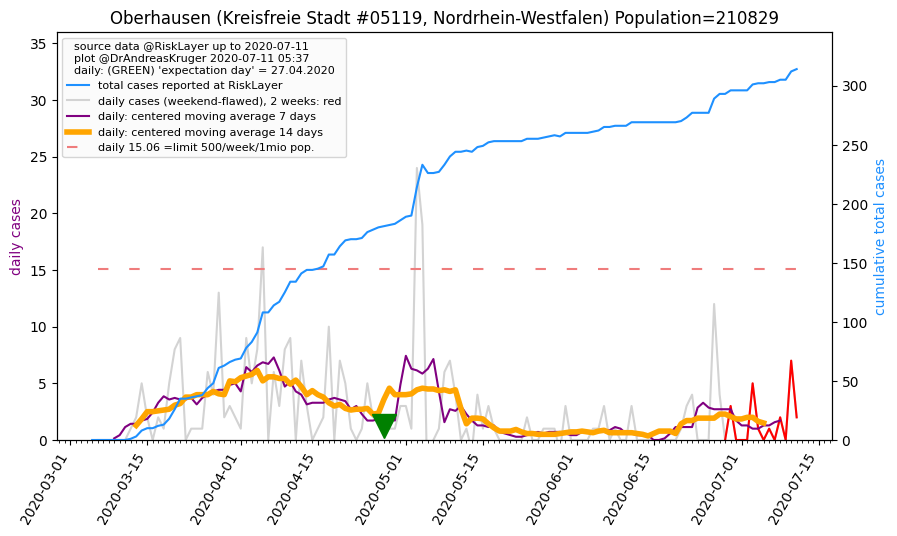 Oberhausen (Kreisfreie Stadt #05119, Nordrhein-Westfalen) Population=210829
source data @RiskLayer up to 2020-07-11
plot @DrAndreasKruger 2020-07-11 05:37
daily: (GREEN) 'expectation day' = 27.04.2020
total cases reported at RiskLayer
daily cases (weekend-flawed), 2 weeks: red
daily: centered moving average 7 days
daily: centered moving average 14 days
daily 15.06 =limit 500/week/1mio pop.
daily cases
35
30
25
20
15
10
5
0
300
250
200
150
100
50
0
cumulative total cases
2020-03-01
2020-03-15
2020-04-01
2020-04-15
2020-05-01
2020-05-15
2020-06-01
2020-06-15
2020-07-01
2020-07-15